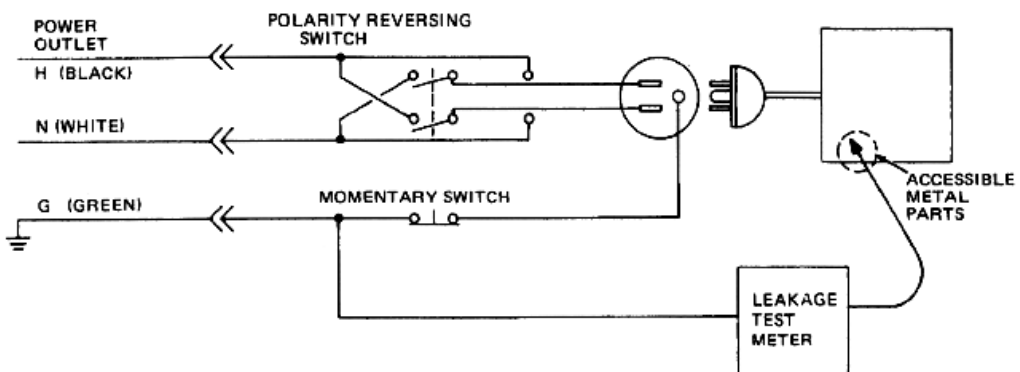 POWER
OUTLET
H (BLACK)
N (WHITE)
G (GREEN)
POLARITY REVERSING
SWITCH
MOMENTARY SWITCH
ACCESSIBLE
METAL
PARTS
LEAKAGE
TEST
METER